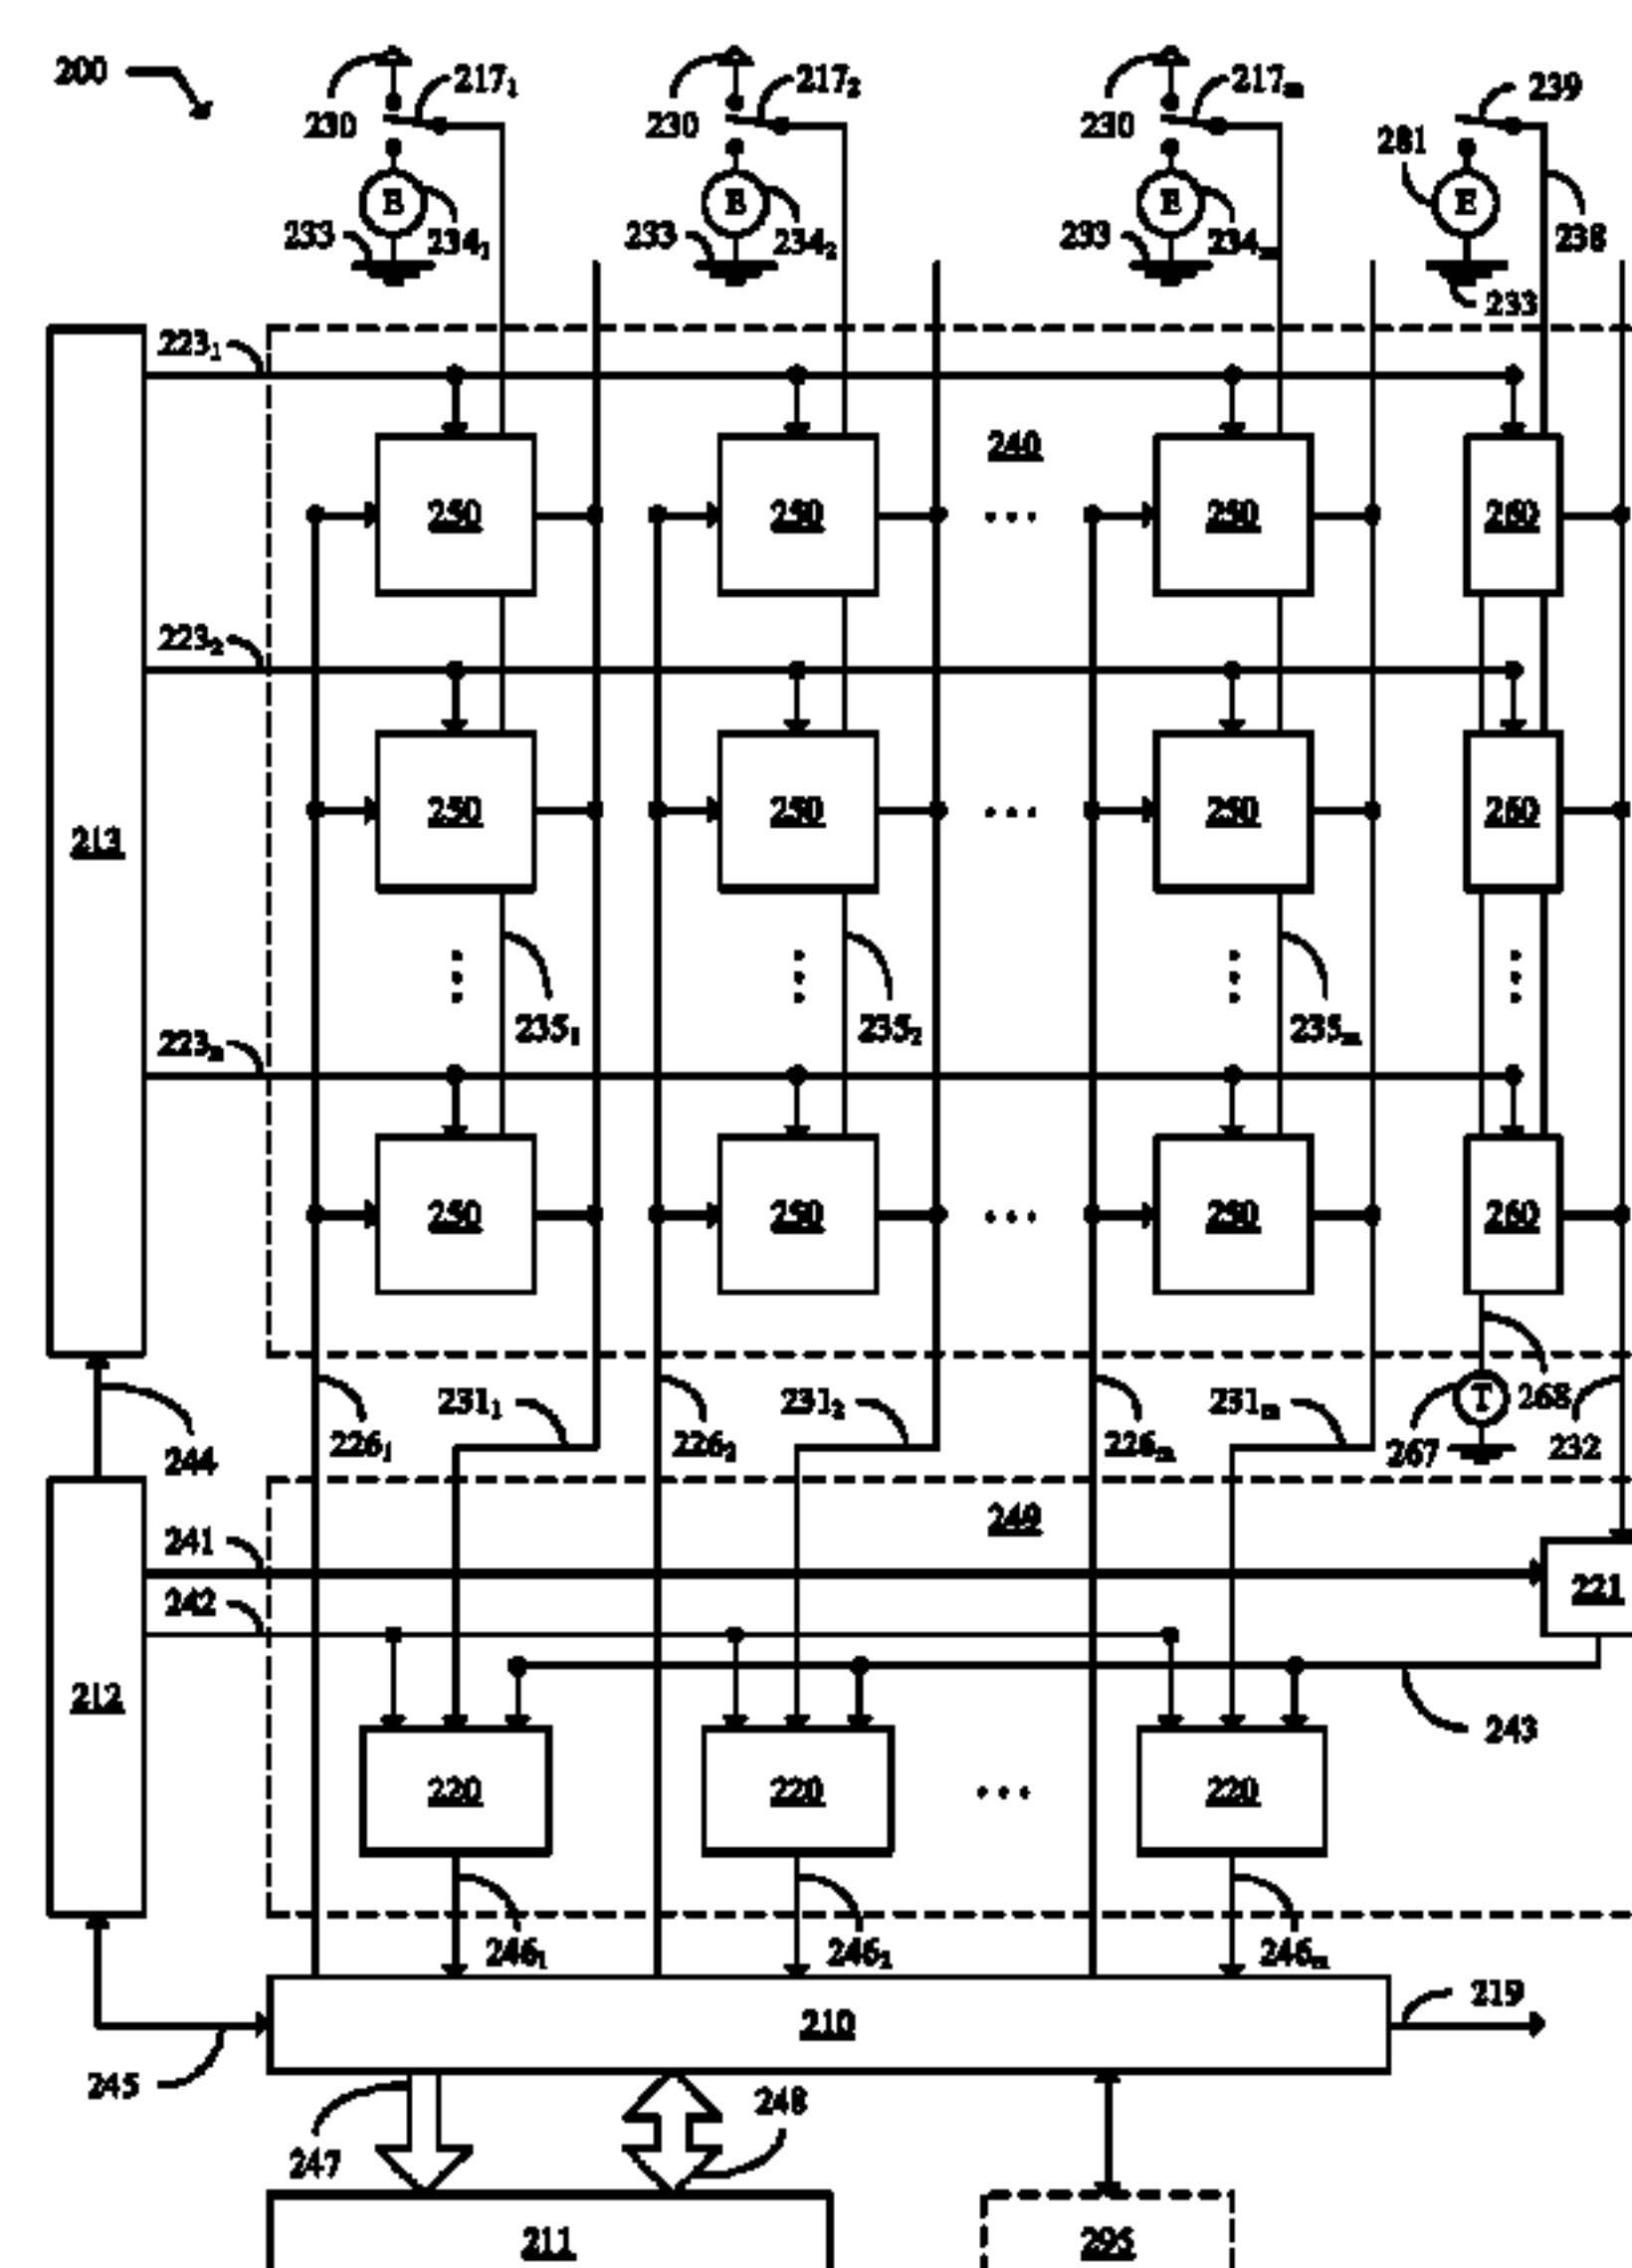 200
230 217₁ 230 217₂ 230 217ₘ 239
281
E E E E
233 234₁ 233 234₂ 233 234ₘ 238
233
223₁
240
250 250 ... 250 260
223₂
213
250 250 ... 250 260
235₁ 235₂ 235ₘ
223ₙ
250 250 ... 250 260
231₁ 231₂ 231ₘ T 268
244 226₁ 226₂ 226ₘ 267 232
249
241
221
242
212
243
220 220 ... 220
246₁ 246₂ 246ₘ
219
210
245
248
247
211 295